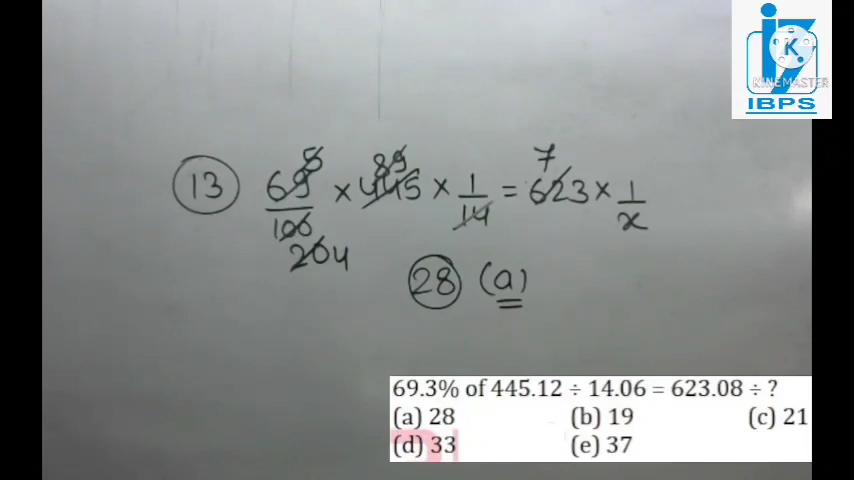 K
KINEMASTER
IBPS
5 89 7
13 69/100 × 445 × 1/14 = 623 × 1/x
20 4
28 (a)
69.3% of 445.12 ÷ 14.06 = 623.08 ÷ ?
(a) 28 (b) 19 (c) 21
(d) 33 (e) 37